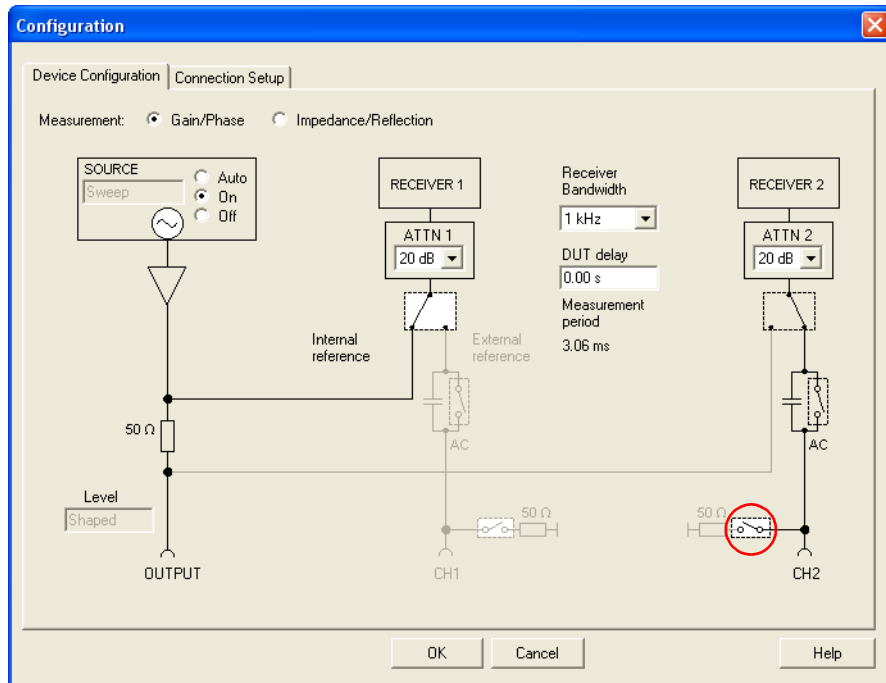 Configuration
Device Configuration
Connection Setup
Measurement: Gain/Phase Impedance/Reflection
SOURCE
Sweep
Auto
On
Off
RECEIVER 1
ATTN 1
20 dB
Receiver
Bandwidth
1 kHz
DUT delay
0.00 s
Measurement
period
3.06 ms
RECEIVER 2
ATTN 2
20 dB
Internal
reference
External
reference
50 Ω
AC
AC
Level
Shaped
50 Ω
50 Ω
OUTPUT
CH1
CH2
OK
Cancel
Help